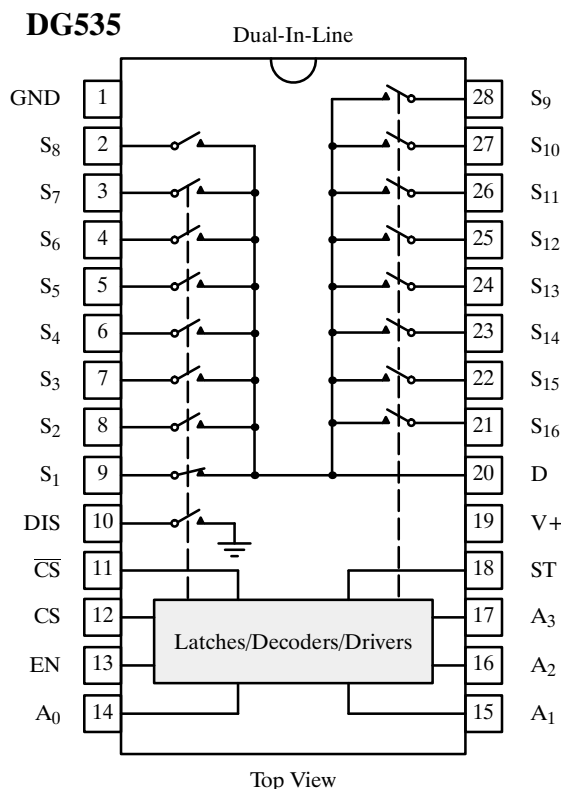 DG535
Dual-In-Line
GND 1 28 S9
S8 2 27 S10
S7 3 26 S11
S6 4 25 S12
S5 5 24 S13
S4 6 23 S14
S3 7 22 S15
S2 8 21 S16
S1 9 20 D
DIS 10 19 V+
C̅S̅ 11 18 ST
CS 12 17 A3
Latches/Decoders/Drivers
EN 13 16 A2
A0 14 15 A1
Top View